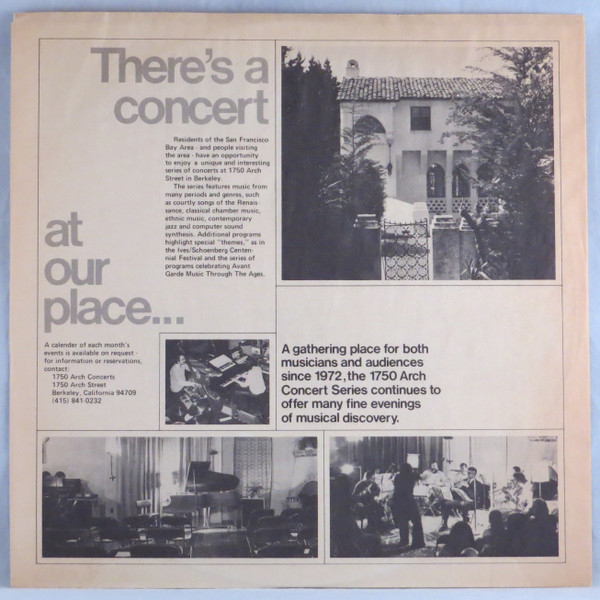 There's a
concert
Residents of the San Francisco
Bay Area - and people visiting
the area - have an opportunity
to enjoy a unique and interesting
series of concerts at 1750 Arch
Street in Berkeley.
The series features music from
many periods and genres, such
as courtly songs of the Renais-
sance, classical chamber music,
ethnic music, contemporary
jazz and computer sound
synthesis. Additional programs
highlight special "themes," as in
the Ives/Schoenberg Centen-
nial Festival and the series of
programs celebrating Avant
Garde Music Through The Ages.
at
our
place...
A calender of each month's
events is available on request -
for information or reservations,
contact:
1750 Arch Concerts
1750 Arch Street
Berkeley, California 94709
(415) 841-0232
A gathering place for both
musicians and audiences
since 1972, the 1750 Arch
Concert Series continues to
offer many fine evenings
of musical discovery.